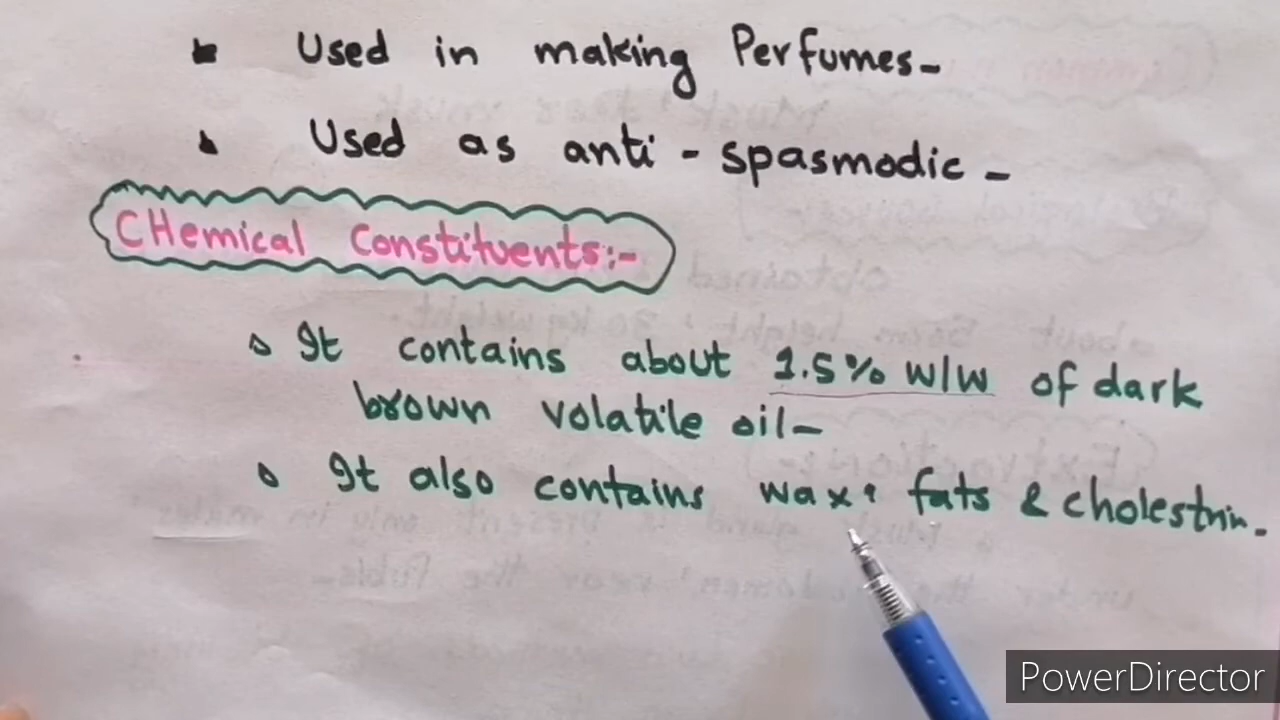 Used in making Perfumes-
Used as anti - spasmodic -
CHemical Constituents:-
It contains about 1.5% W/W of dark
brown volatile oil-
It also contains wax, fats & cholestrin.
PowerDirector